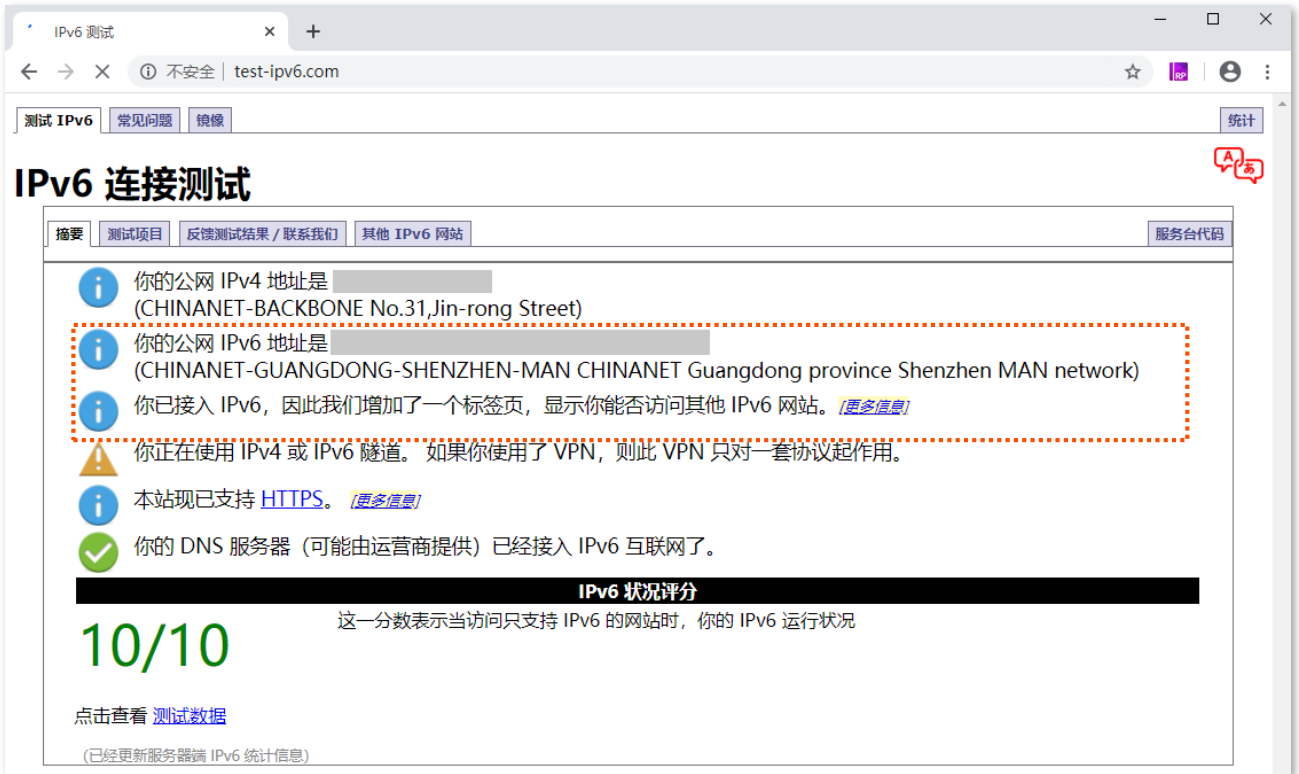 IPv6 测试
不安全 | test-ipv6.com
RP
测试 IPv6 常见问题 镜像 统计
A あ
IPv6 连接测试
摘要 测试项目 反馈测试结果 / 联系我们 其他 IPv6 网站 服务台代码
你的公网 IPv4 地址是
(CHINANET-BACKBONE No.31,Jin-rong Street)
你的公网 IPv6 地址是
(CHINANET-GUANGDONG-SHENZHEN-MAN CHINANET Guangdong province Shenzhen MAN network)
你已接入 IPv6，因此我们增加了一个标签页，显示你能否访问其他 IPv6 网站。 [更多信息]
你正在使用 IPv4 或 IPv6 隧道。 如果你使用了 VPN，则此 VPN 只对一套协议起作用。
本站现已支持 HTTPS。 [更多信息]
你的 DNS 服务器（可能由运营商提供）已经接入 IPv6 互联网了。
IPv6 状况评分
10/10 这一分数表示当访问只支持 IPv6 的网站时，你的 IPv6 运行状况
点击查看 测试数据
(已经更新服务器端 IPv6 统计信息)